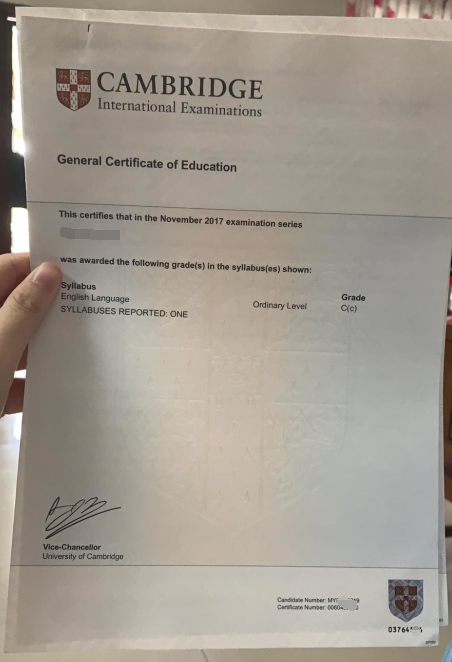 CAMBRIDGE
International Examinations
General Certificate of Education
This certifies that in the November 2017 examination series
was awarded the following grade(s) in the syllabus(es) shown:
Syllabus Grade
English Language Ordinary Level C(c)
SYLLABUSES REPORTED: ONE
Vice-Chancellor
University of Cambridge
Candidate Number:
Certificate Number: